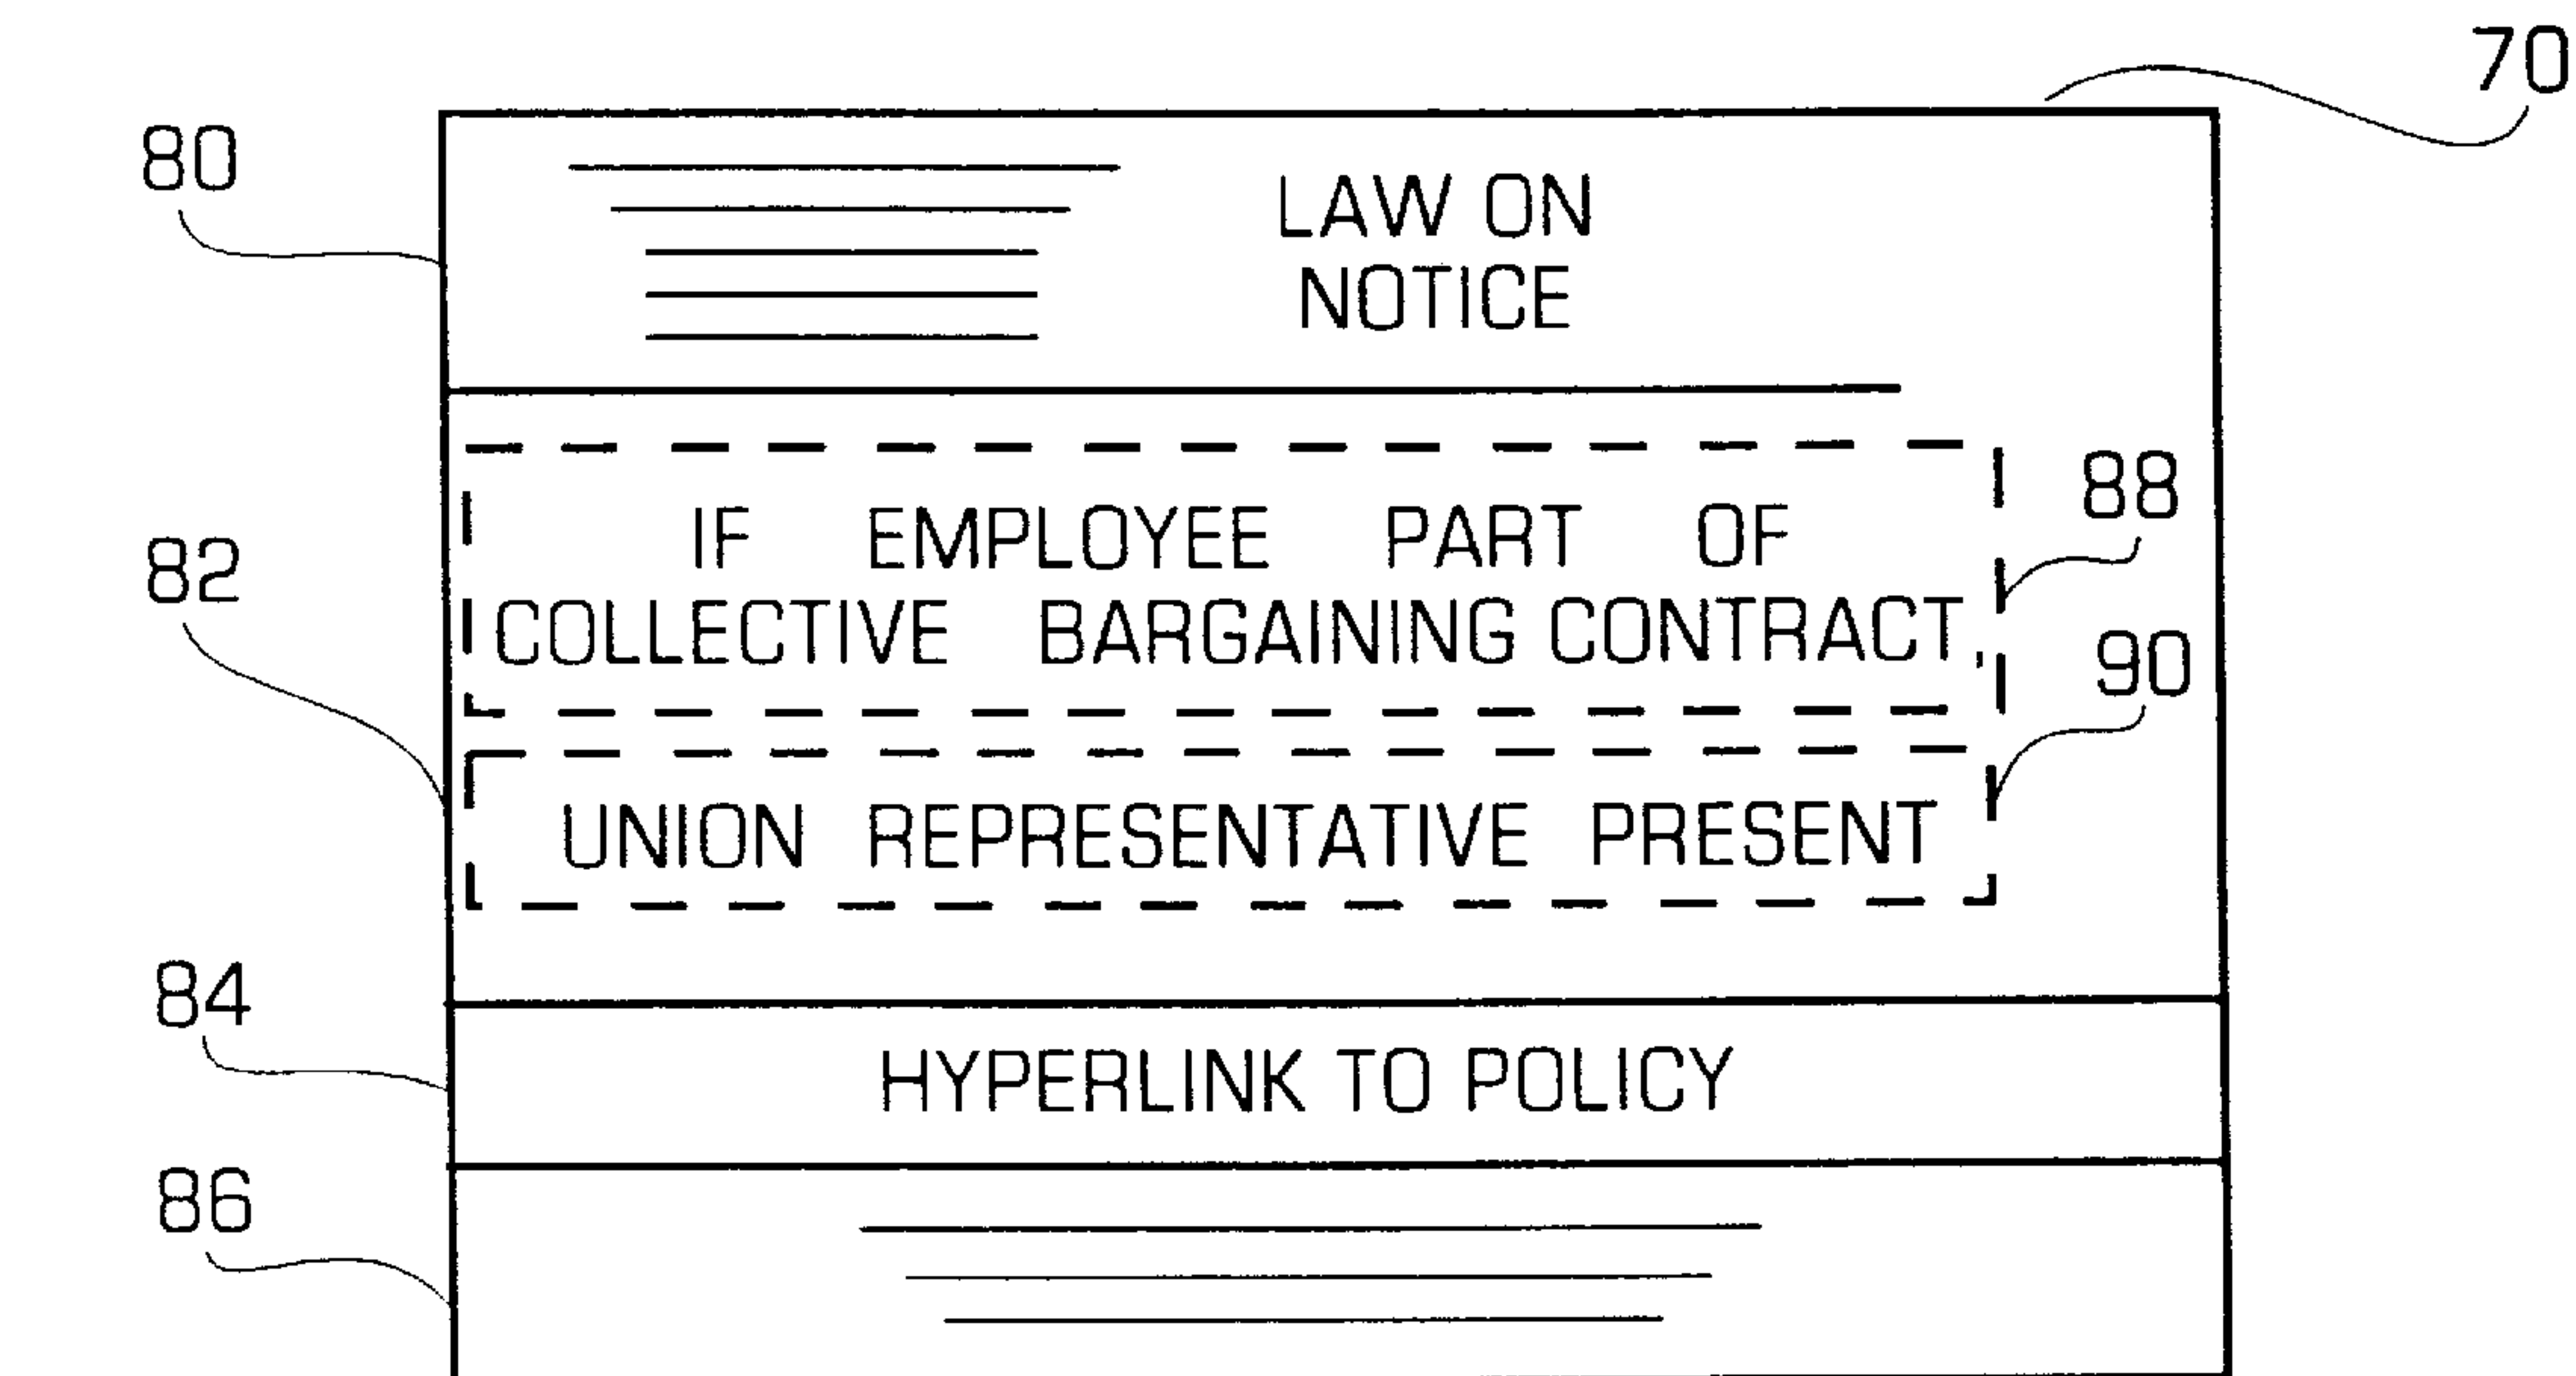 70
80
LAW ON
NOTICE
88
IF EMPLOYEE PART OF
82
COLLECTIVE BARGAINING CONTRACT,
90
UNION REPRESENTATIVE PRESENT
84
HYPERLINK TO POLICY
86